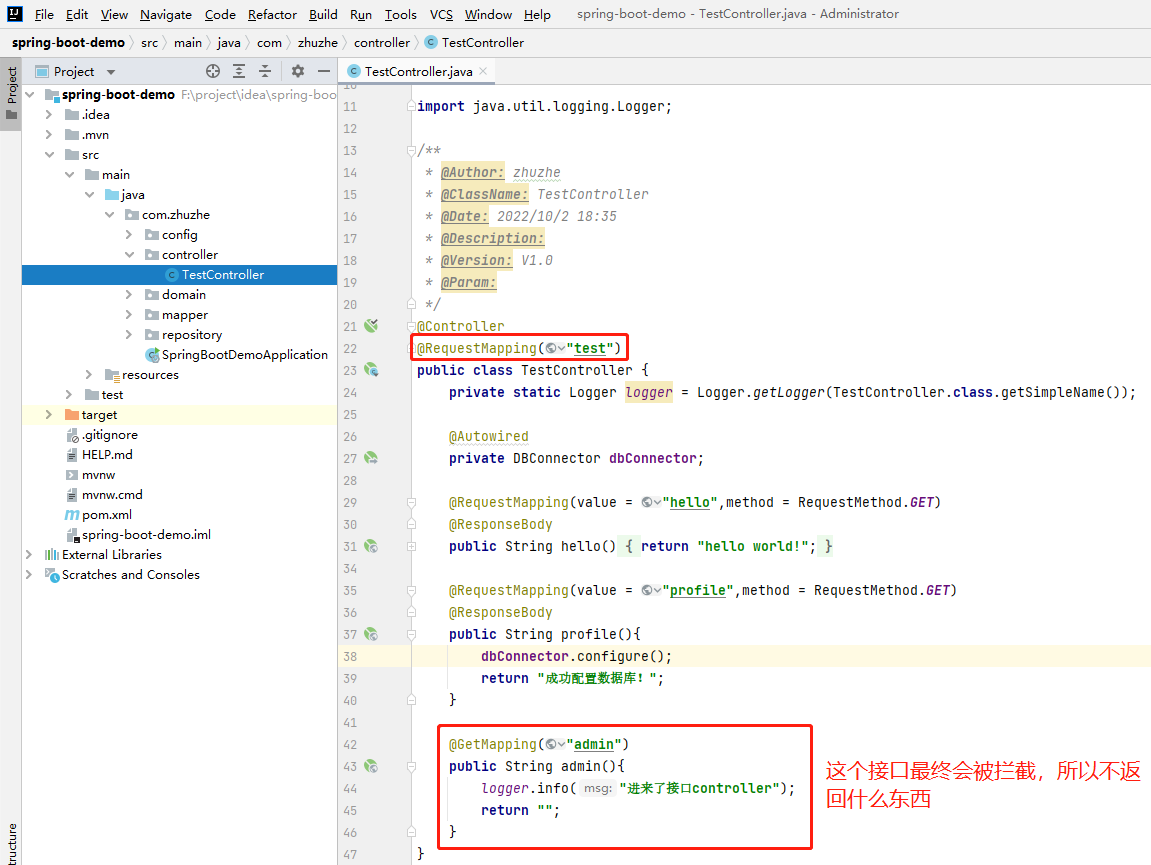 File Edit View Navigate Code Refactor Build Run Tools VCS Window Help spring-boot-demo - TestController.java - Administrator
spring-boot-demo src main java com zhuzhe controller TestController
Project
Project
spring-boot-demo F:\project\idea\spring-boo
.idea
.mvn
src
main
java
com.zhuzhe
config
controller
TestController
domain
mapper
repository
SpringBootDemoApplication
resources
test
target
.gitignore
HELP.md
mvnw
mvnw.cmd
pom.xml
spring-boot-demo.iml
External Libraries
Scratches and Consoles
ructure
TestController.java
10
11 import java.util.logging.Logger;
12
13 /**
14 * @Author: zhuzhe
15 * @ClassName: TestController
16 * @Date: 2022/10/2 18:35
17 * @Description:
18 * @Version: V1.0
19 * @Param:
20 */
21 @Controller
22 @RequestMapping("test")
23 public class TestController {
24 private static Logger logger = Logger.getLogger(TestController.class.getSimpleName());
25
26 @Autowired
27 private DBConnector dbConnector;
28
29 @RequestMapping(value = "hello",method = RequestMethod.GET)
30 @ResponseBody
31 public String hello() { return "hello world!"; }
34
35 @RequestMapping(value = "profile",method = RequestMethod.GET)
36 @ResponseBody
37 public String profile(){
38 dbConnector.configure();
39 return "成功配置数据库！";
40 }
41
42 @GetMapping("admin")
43 public String admin(){
44 logger.info( msg: "进来了接口controller");
45 return "";
46 }
47 }
这个接口最终会被拦截，所以不返
回什么东西